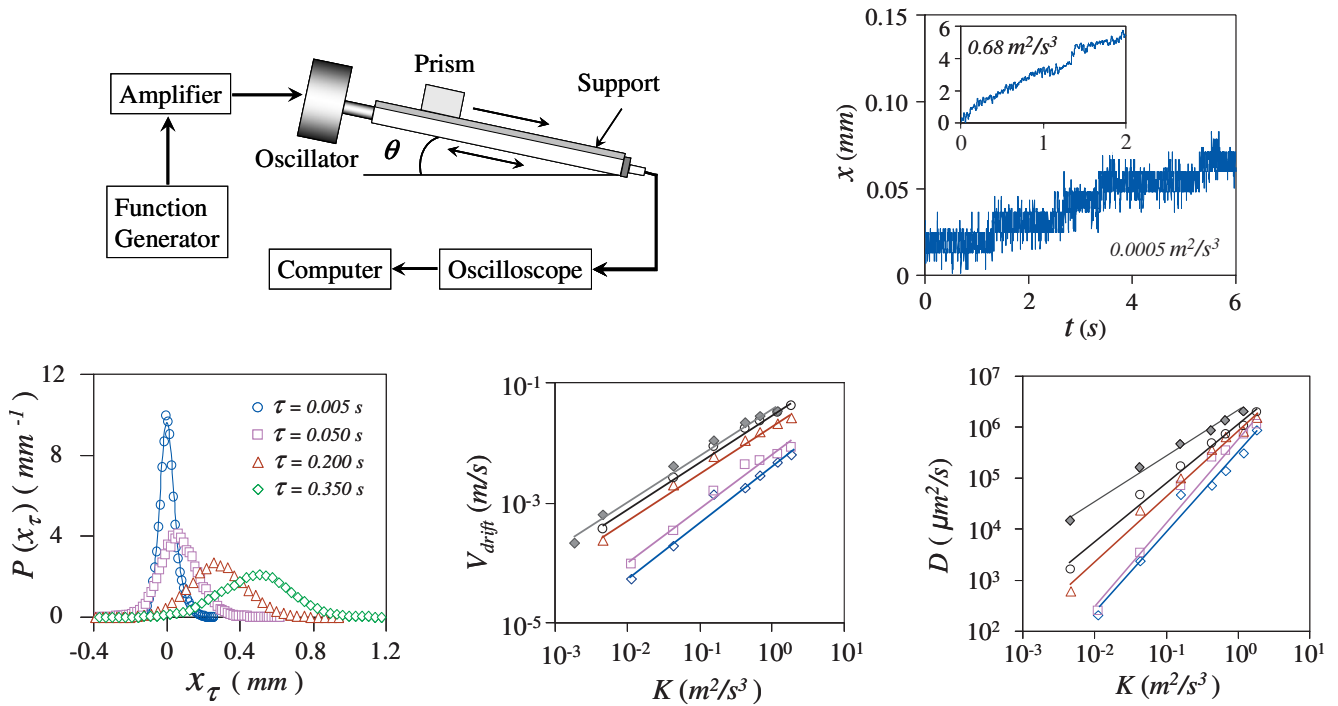 Amplifier
Prism
Support
Oscillator
θ
Function
Generator
Computer
Oscilloscope
0.15
0.10
0.05
0
x (mm)
6
4
2
0
0.68 m²/s³
0 1 2
0.0005 m²/s³
0 2 4 6
t (s)
12
8
4
0
P (x_τ) ( mm⁻¹ )
τ = 0.005 s
τ = 0.050 s
τ = 0.200 s
τ = 0.350 s
-0.4 0 0.4 0.8 1.2
x_τ ( mm )
10⁻¹
10⁻³
10⁻⁵
V_drift (m/s)
10⁻³ 10⁻² 10⁻¹ 10⁰ 10¹
K (m²/s³)
10⁷
10⁶
10⁵
10⁴
10³
10²
D ( μm²/s)
10⁻³ 10⁻² 10⁻¹ 10⁰ 10¹
K (m²/s³)